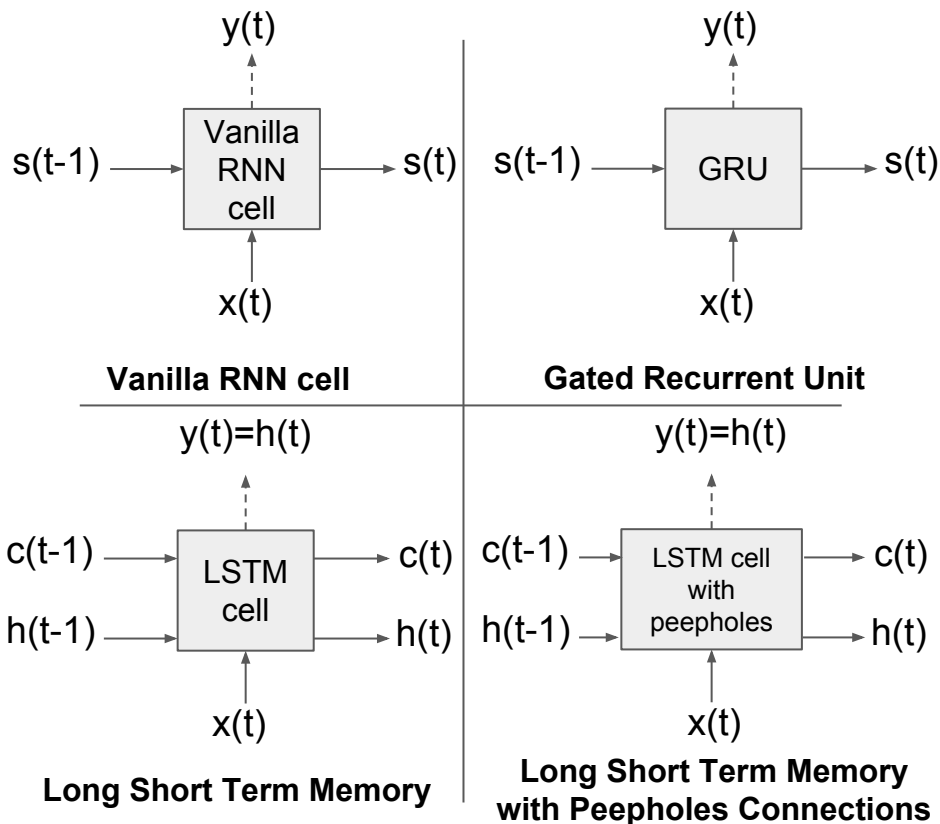 y(t)
s(t-1)
Vanilla
RNN
cell
s(t)
x(t)
Vanilla RNN cell
y(t)
s(t-1)
GRU
s(t)
x(t)
Gated Recurrent Unit
y(t)=h(t)
c(t-1)
h(t-1)
LSTM
cell
c(t)
h(t)
x(t)
Long Short Term Memory
y(t)=h(t)
c(t-1)
h(t-1)
LSTM cell
with
peepholes
c(t)
h(t)
x(t)
Long Short Term Memory
with Peepholes Connections